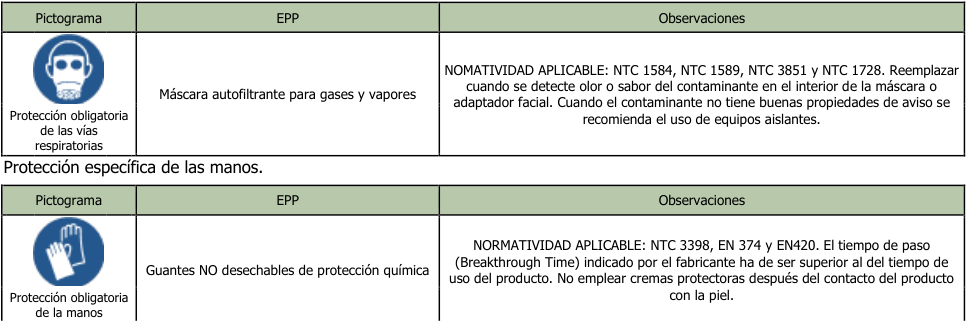 Pictograma EPP Observaciones
Protección obligatoria
de las vías
respiratorias
Máscara autofiltrante para gases y vapores
NOMATIVIDAD APLICABLE: NTC 1584, NTC 1589, NTC 3851 y NTC 1728. Reemplazar
cuando se detecte olor o sabor del contaminante en el interior de la máscara o
adaptador facial. Cuando el contaminante no tiene buenas propiedades de aviso se
recomienda el uso de equipos aislantes.
Protección específica de las manos.
Pictograma EPP Observaciones
Protección obligatoria
de la manos
Guantes NO desechables de protección química
NORMATIVIDAD APLICABLE: NTC 3398, EN 374 y EN420. El tiempo de paso
(Breakthrough Time) indicado por el fabricante ha de ser superior al del tiempo de
uso del producto. No emplear cremas protectoras después del contacto del producto
con la piel.